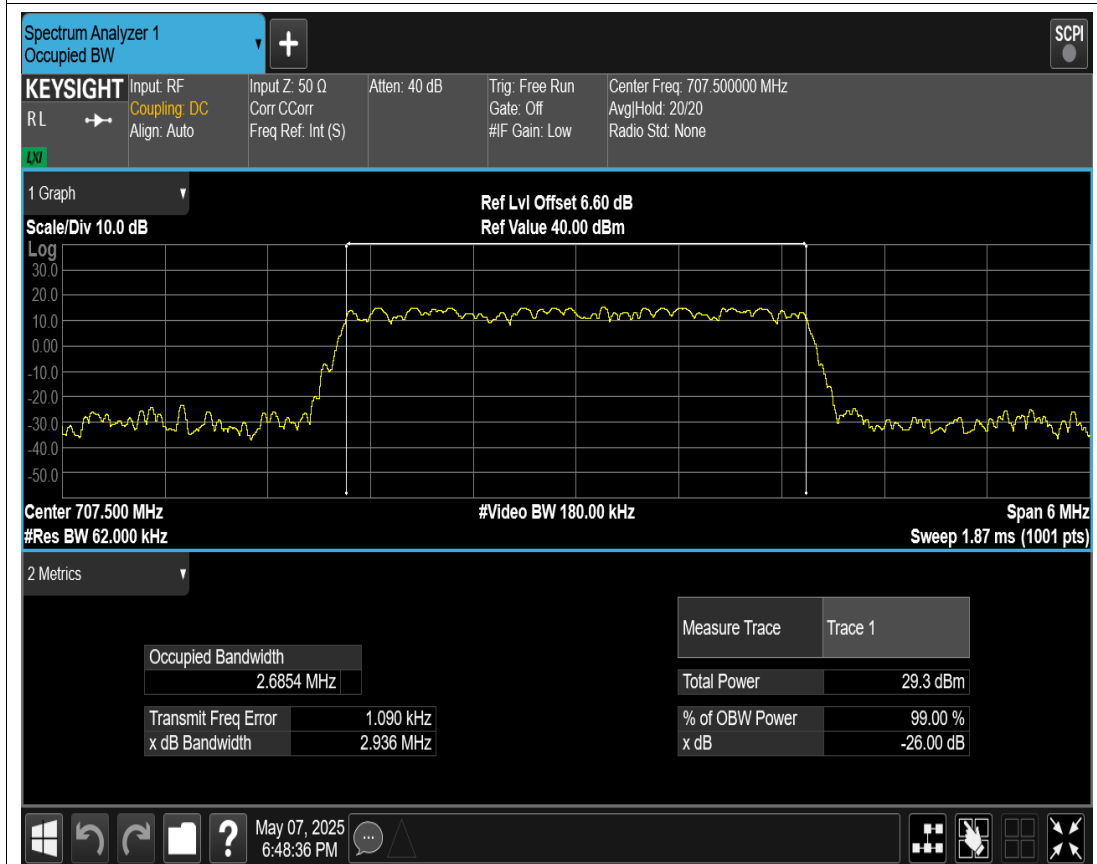 Spectrum Analyzer 1
Occupied BW
+
SCPI
KEYSIGHT
R L
LXI
Input: RF
Coupling: DC
Align: Auto
Input Z: 50 Ω
Corr CCorr
Freq Ref: Int (S)
Atten: 40 dB
Trig: Free Run
Gate: Off
#IF Gain: Low
Center Freq: 707.500000 MHz
Avg|Hold: 20/20
Radio Std: None
1 Graph
Scale/Div 10.0 dB
Ref Lvl Offset 6.60 dB
Ref Value 40.00 dBm
Log
30.0
20.0
10.0
0.00
-10.0
-20.0
-30.0
-40.0
-50.0
Center 707.500 MHz
#Res BW 62.000 kHz
#Video BW 180.00 kHz
Span 6 MHz
Sweep 1.87 ms (1001 pts)
2 Metrics
Occupied Bandwidth
2.6854 MHz
Transmit Freq Error 1.090 kHz
x dB Bandwidth 2.936 MHz
Measure Trace Trace 1
Total Power 29.3 dBm
% of OBW Power 99.00 %
x dB -26.00 dB
?
May 07, 2025
6:48:36 PM